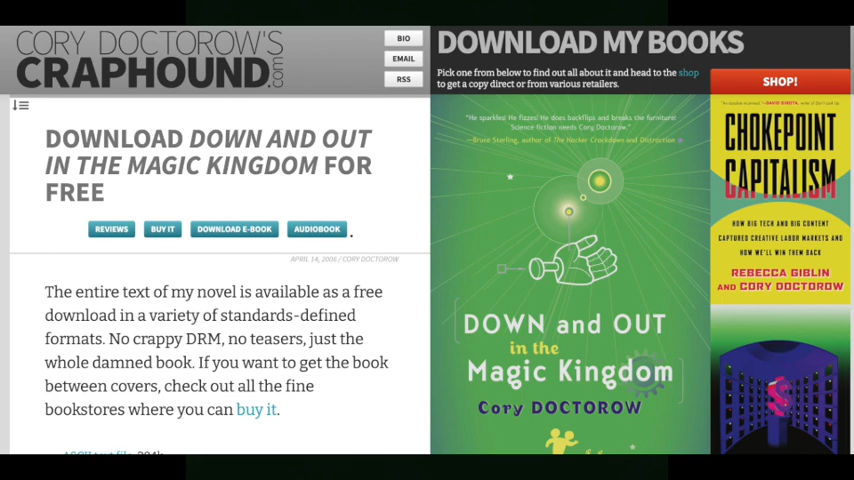 CORY DOCTOROW'S
CRAPHOUND.com
BIO
EMAIL
RSS
DOWNLOAD DOWN AND OUT
IN THE MAGIC KINGDOM FOR
FREE
REVIEWS
BUY IT
DOWNLOAD E-BOOK
AUDIOBOOK
.
APRIL 14, 2006 / CORY DOCTOROW
The entire text of my novel is available as a free
download in a variety of standards-defined
formats. No crappy DRM, no teasers, just the
whole damned book. If you want to get the book
between covers, check out all the fine
bookstores where you can buy it.
DOWNLOAD MY BOOKS
Pick one from below to find out all about it and head to the shop
to get a copy direct or from various retailers.
"He sparkles! He fizzes! He does backflips and breaks the furniture!
Science fiction needs Cory Doctorow."
—Bruce Sterling, author of The Hacker Crackdown and Distraction
DOWN and OUT
in the
Magic Kingdom
Cory DOCTOROW
SHOP!
CHOKEPOINT
CAPITALISM
HOW BIG TECH AND BIG CONTENT
CAPTURED CREATIVE LABOR MARKETS AND
HOW WE'LL WIN THEM BACK
REBECCA GIBLIN
AND CORY DOCTOROW